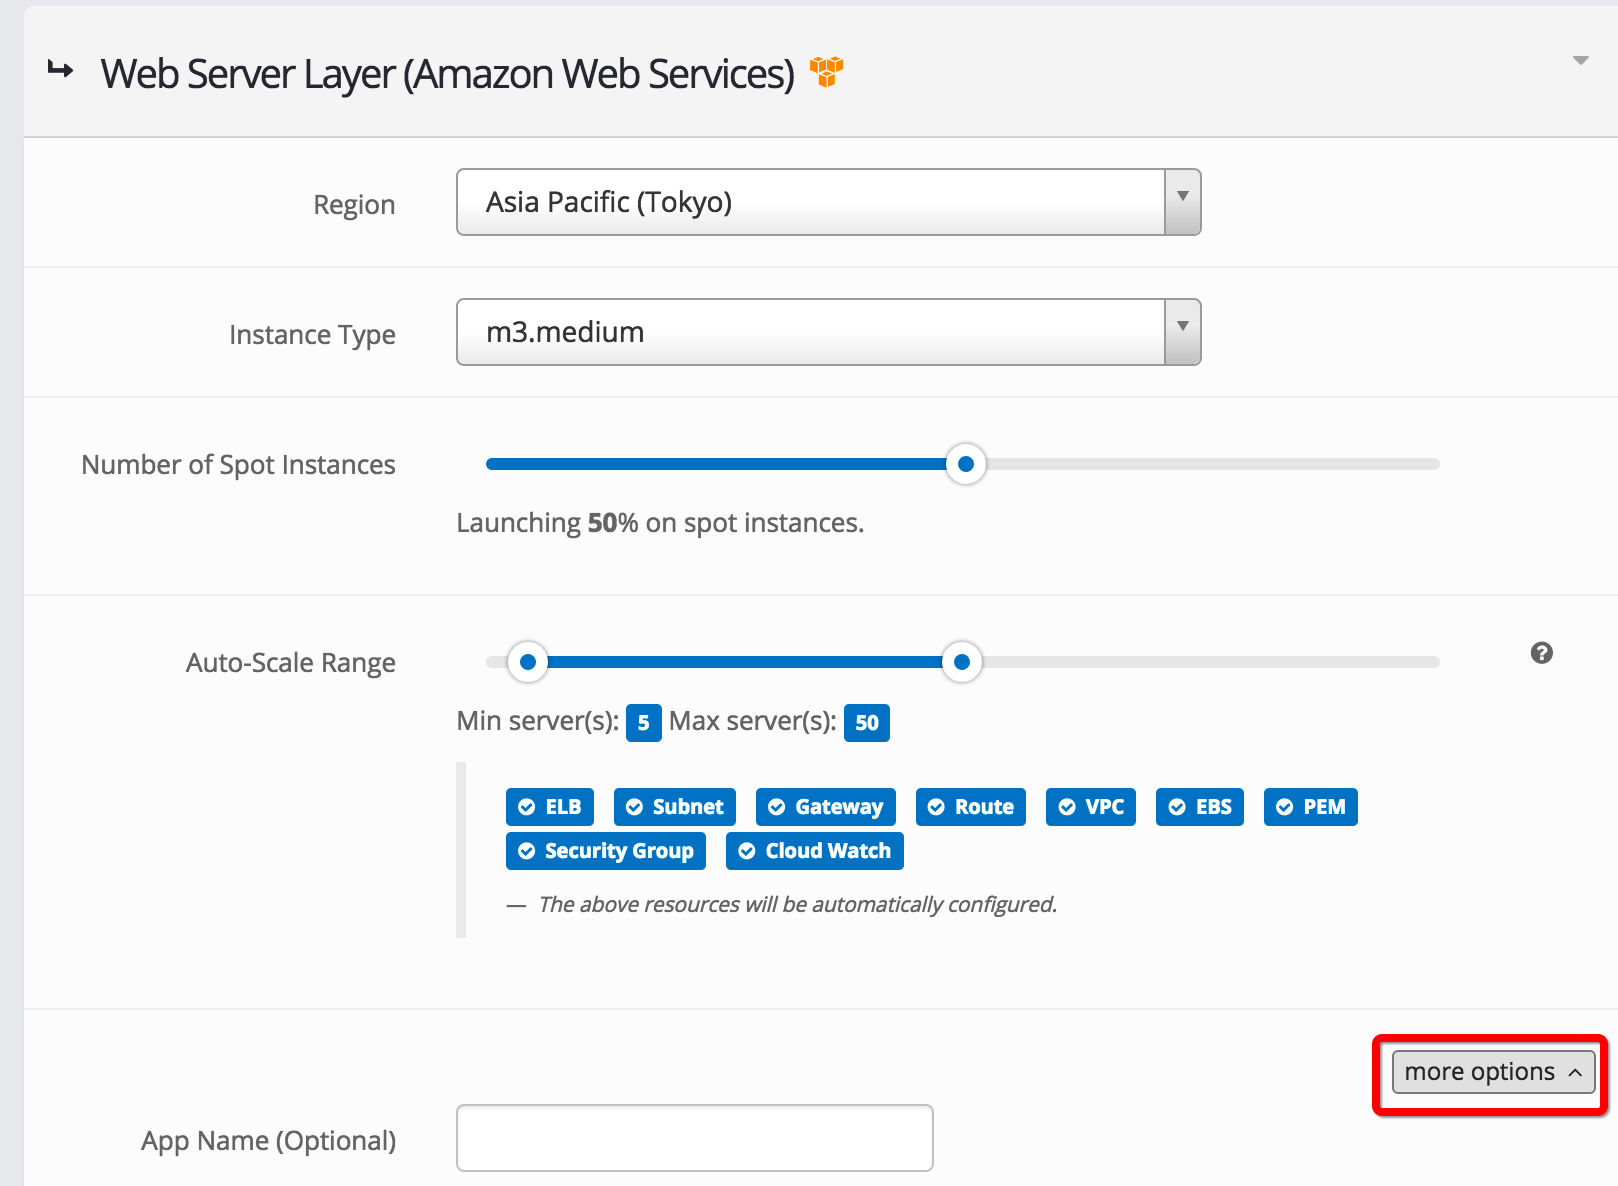 Web Server Layer (Amazon Web Services)
Region
Asia Pacific (Tokyo)
Instance Type
m3.medium
Number of Spot Instances
Launching 50% on spot instances.
Auto-Scale Range
Min server(s): 5 Max server(s): 50
ELB Subnet Gateway Route VPC EBS PEM
Security Group Cloud Watch
— The above resources will be automatically configured.
more options
App Name (Optional)